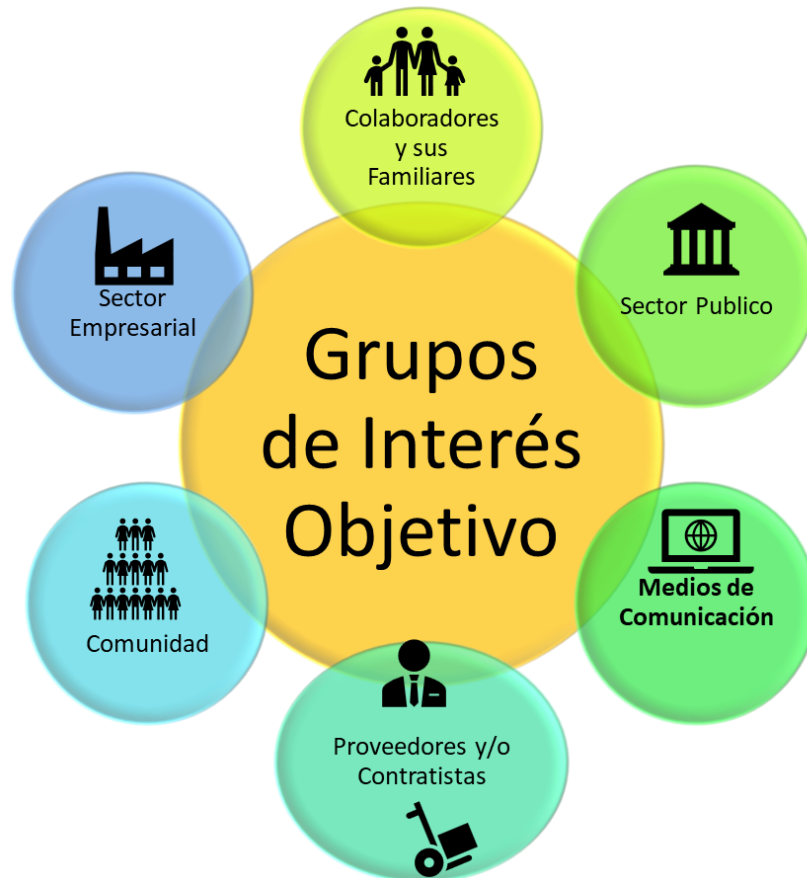 Colaboradores
y sus
Familiares
Sector
Empresarial
Sector Publico
Grupos
de Interés
Objetivo
Comunidad
Medios de
Comunicación
Proveedores y/o
Contratistas